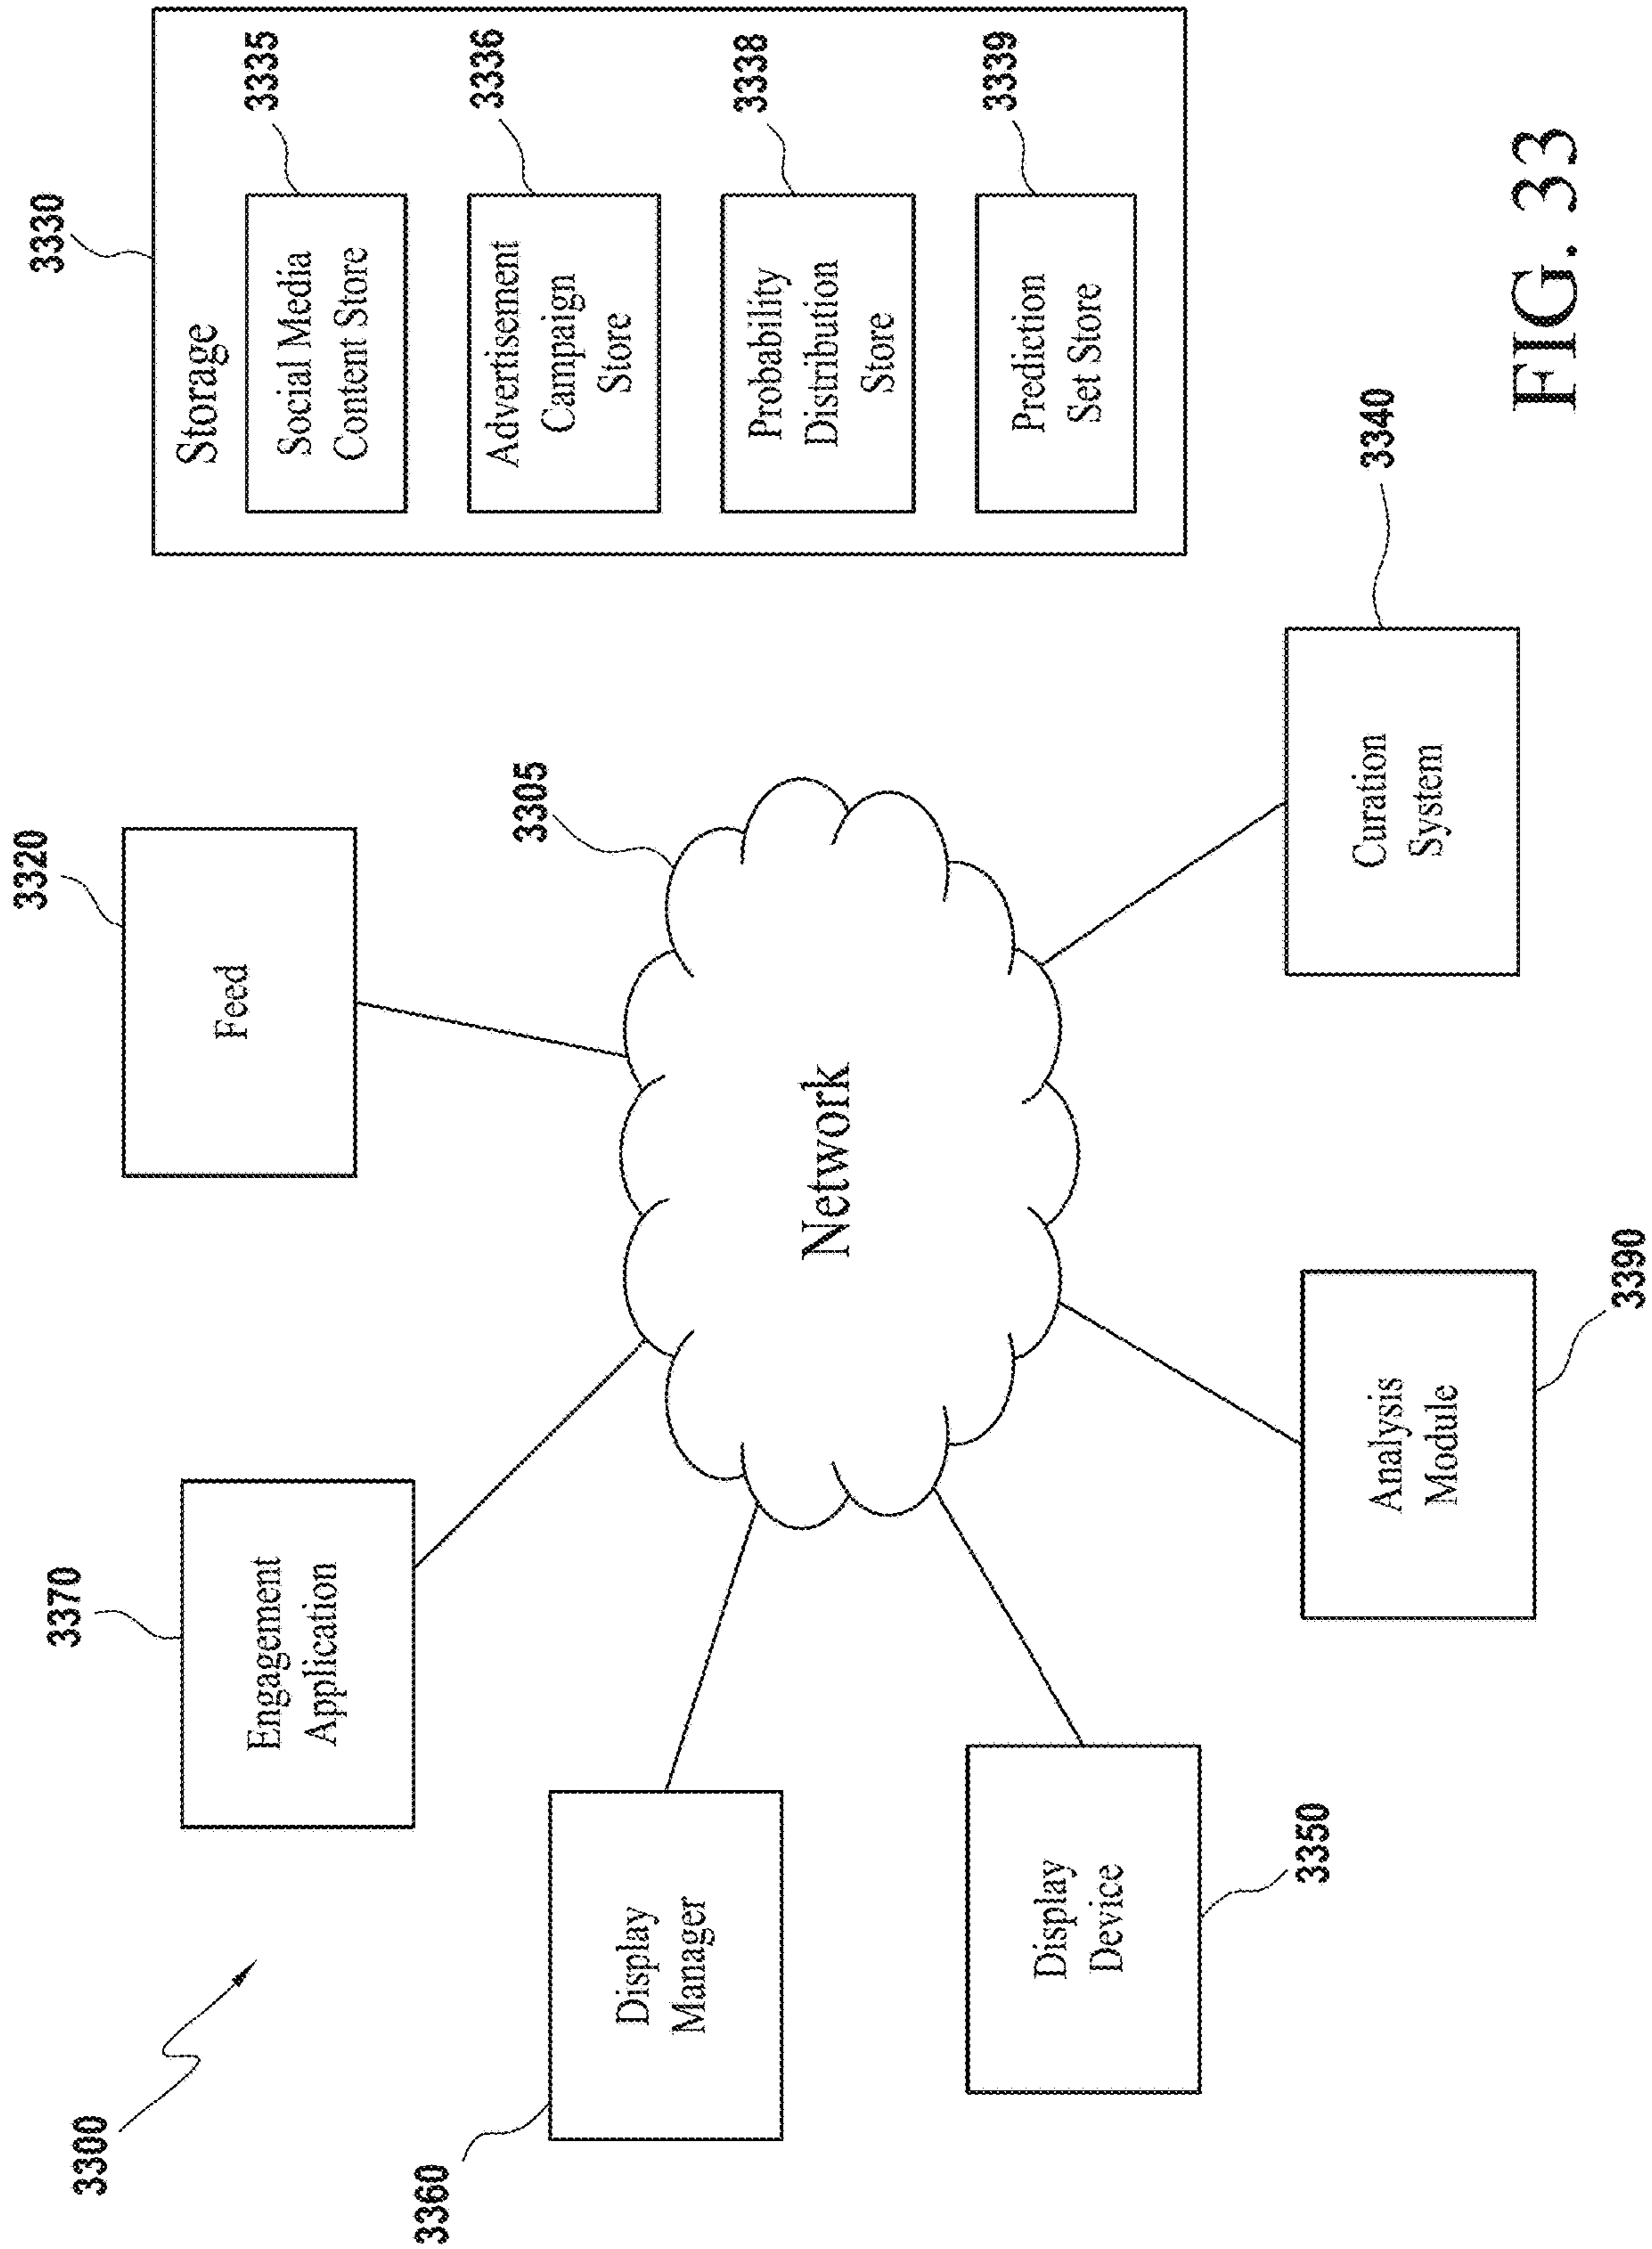 3300
3370
Engagement
Application
3320
Feed
3330
Storage
3335
Social Media
Content Store
3336
Advertisement
Campaign
Store
3338
Probability
Distribution
Store
3339
Prediction
Set Store
3360
Display
Manager
3305
Network
Display
Device
3350
Analysis
Module
3390
Curation
System
3340
FIG. 33